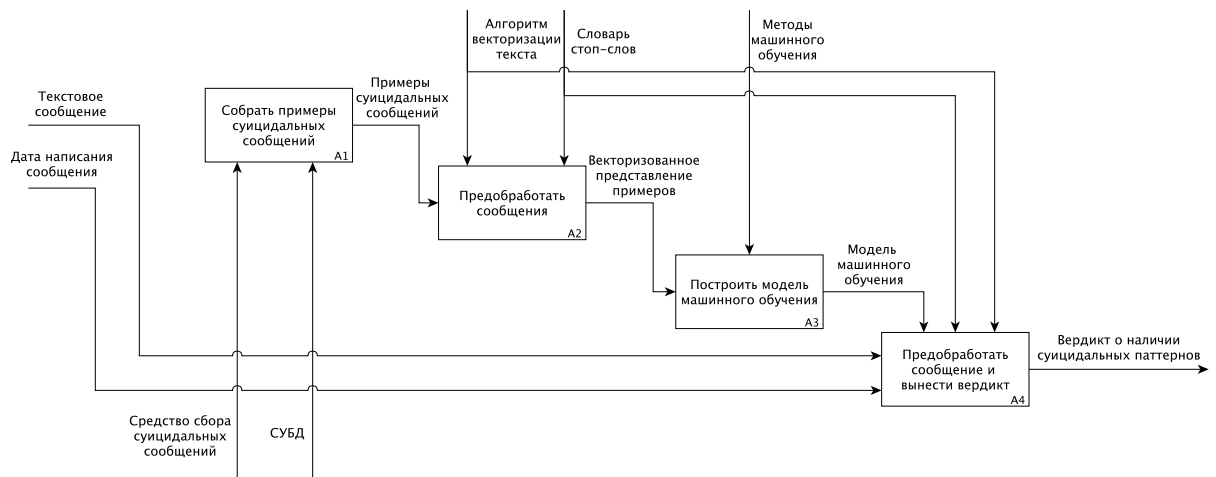 Алгоритм
векторизации
текста
Словарь
стоп-слов
Методы
машинного
обучения
Текстовое
сообщение
Дата написания
сообщения
Собрать примеры
суицидальных
сообщений
A1
Примеры
суицидальных
сообщений
Предобработать
сообщения
A2
Векторизованное
представление
примеров
Построить модель
машинного обучения
A3
Модель
машинного
обучения
Предобработать
сообщение и
вынести вердикт
A4
Вердикт о наличии
суицидальных паттернов
Средство сбора
суицидальных
сообщений
СУБД